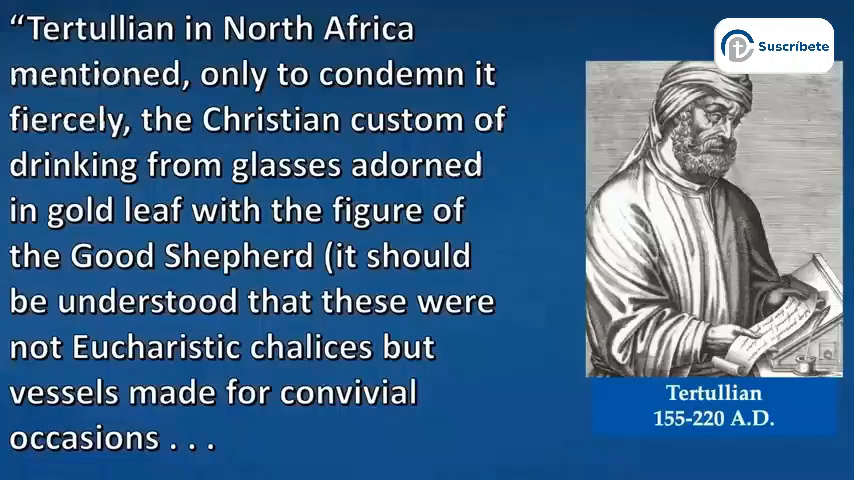 “Tertullian in North Africa
mentioned, only to condemn it
fiercely, the Christian custom of
drinking from glasses adorned
in gold leaf with the figure of
the Good Shepherd (it should
be understood that these were
not Eucharistic chalices but
vessels made for convivial
occasions . . .
Suscríbete
Tertullian
155-220 A.D.